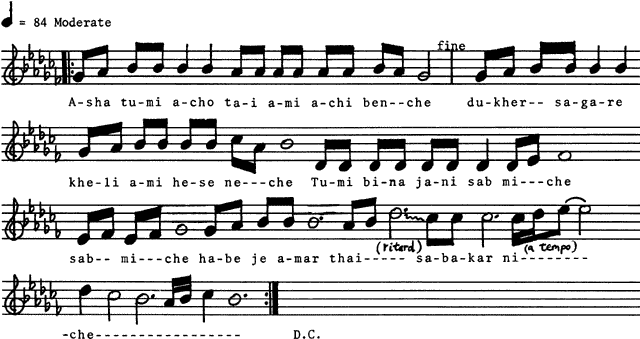 = 84 Moderate
fine
A-sha tu-mi a-cho ta-i a-mi a-chi ben--che du-kher-- sa-ga-re
khe-li a-mi he-se ne---che Tu-mi bi-na ja-ni sab mi---che
(ritard) (a tempo)
sab-- mi---che ha-be je a-mar thai----- sa-ba-kar ni--------
-che----------------- D.C.